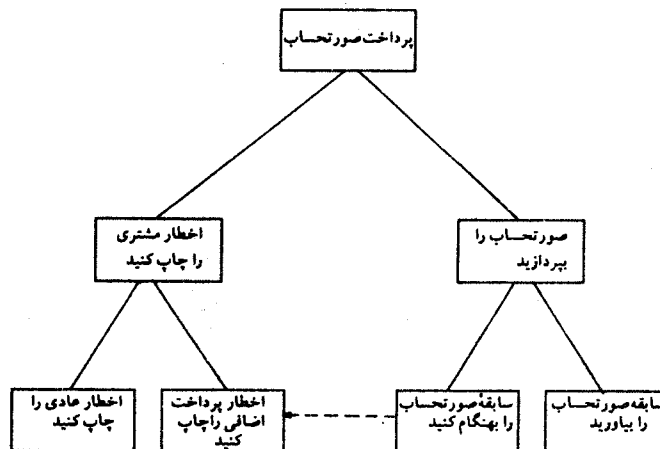 پرداخت صورتحساب
صورتحساب را
بپردازید
اخطار مشتری
را چاپ کنید
سابقه صورتحساب
را بیاورید
سابقهٔ صورتحساب
را بهنگام کنید
اخطار پرداخت
اضافی را چاپ
کنید
اخطار عادی را
چاپ کنید